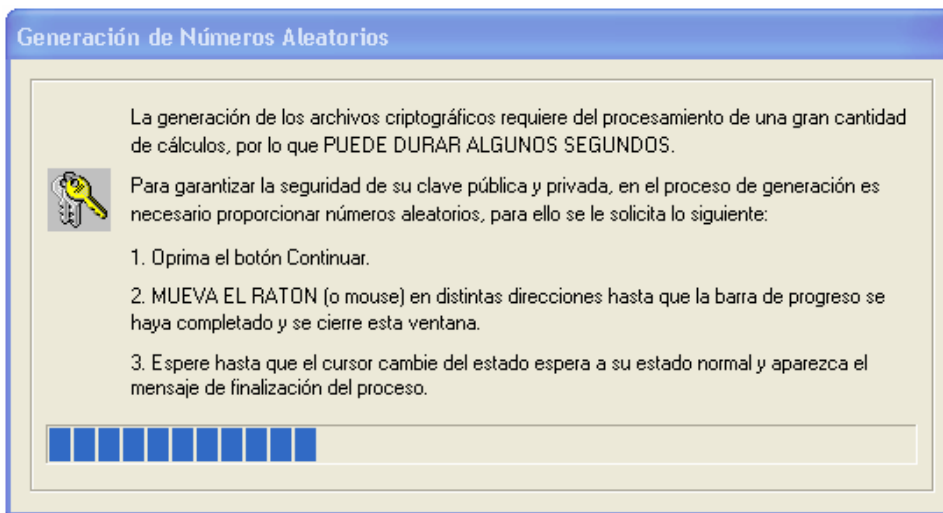 Generación de Números Aleatorios
La generación de los archivos criptográficos requiere del procesamiento de una gran cantidad
de cálculos, por lo que PUEDE DURAR ALGUNOS SEGUNDOS.
Para garantizar la seguridad de su clave pública y privada, en el proceso de generación es
necesario proporcionar números aleatorios, para ello se le solicita lo siguiente:
1. Oprima el botón Continuar.
2. MUEVA EL RATON (o mouse) en distintas direcciones hasta que la barra de progreso se
haya completado y se cierre esta ventana.
3. Espere hasta que el cursor cambie del estado espera a su estado normal y aparezca el
mensaje de finalización del proceso.